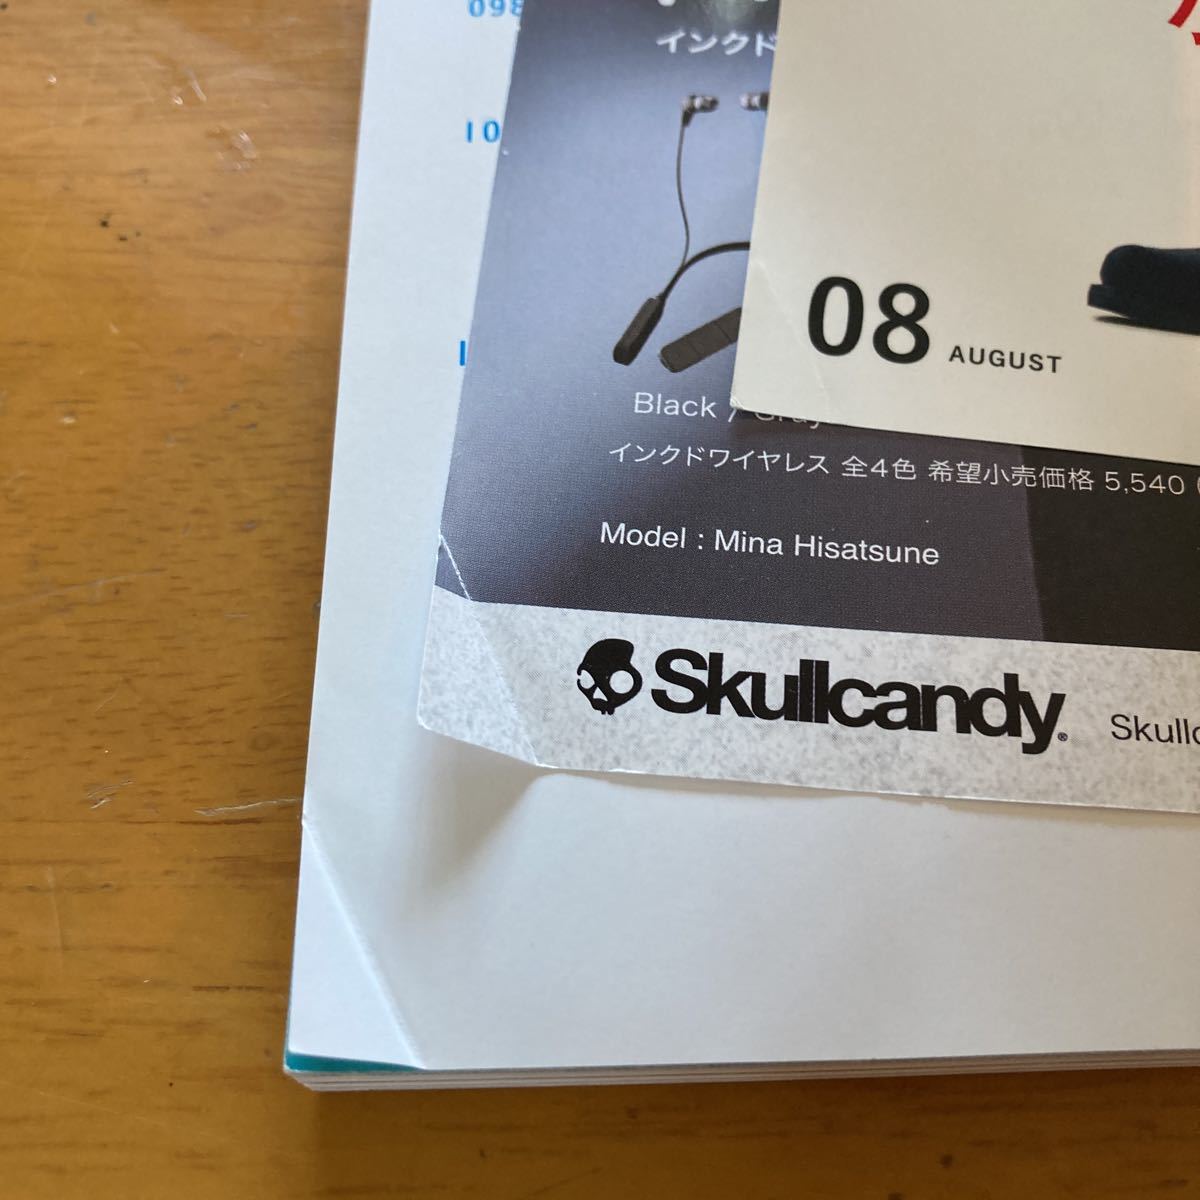 098
10
インクド
08 AUGUST
Black / Gray
インクドワイヤレス 全4色 希望小売価格 5,540
Model : Mina Hisatsune
Skullcandy®